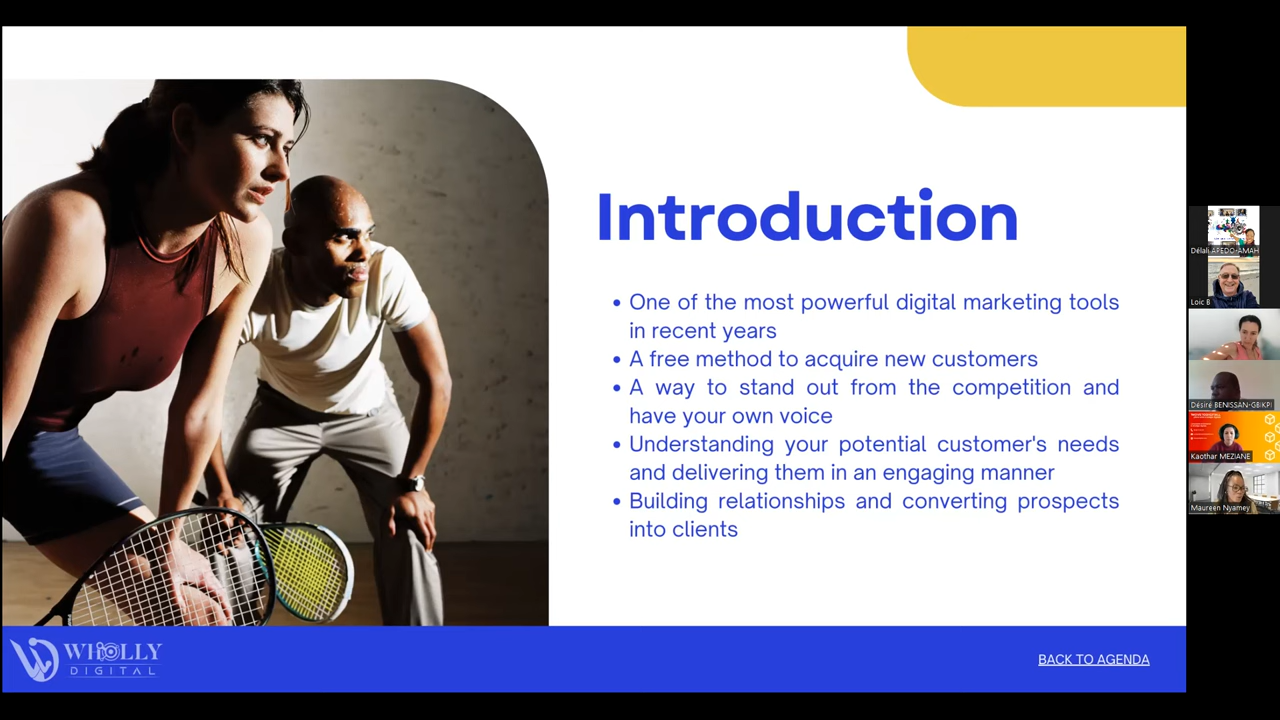 Introduction
• One of the most powerful digital marketing tools
in recent years
• A free method to acquire new customers
• A way to stand out from the competition and
have your own voice
• Understanding your potential customer's needs
and delivering them in an engaging manner
• Building relationships and converting prospects
into clients
WHOLLY
DIGITAL
BACK TO AGENDA
Délali APEDO-AMAH
Loic B
Désiré BENISSAN-GBIKPI
Kaothar MEZIANE
Maureen Nyamey